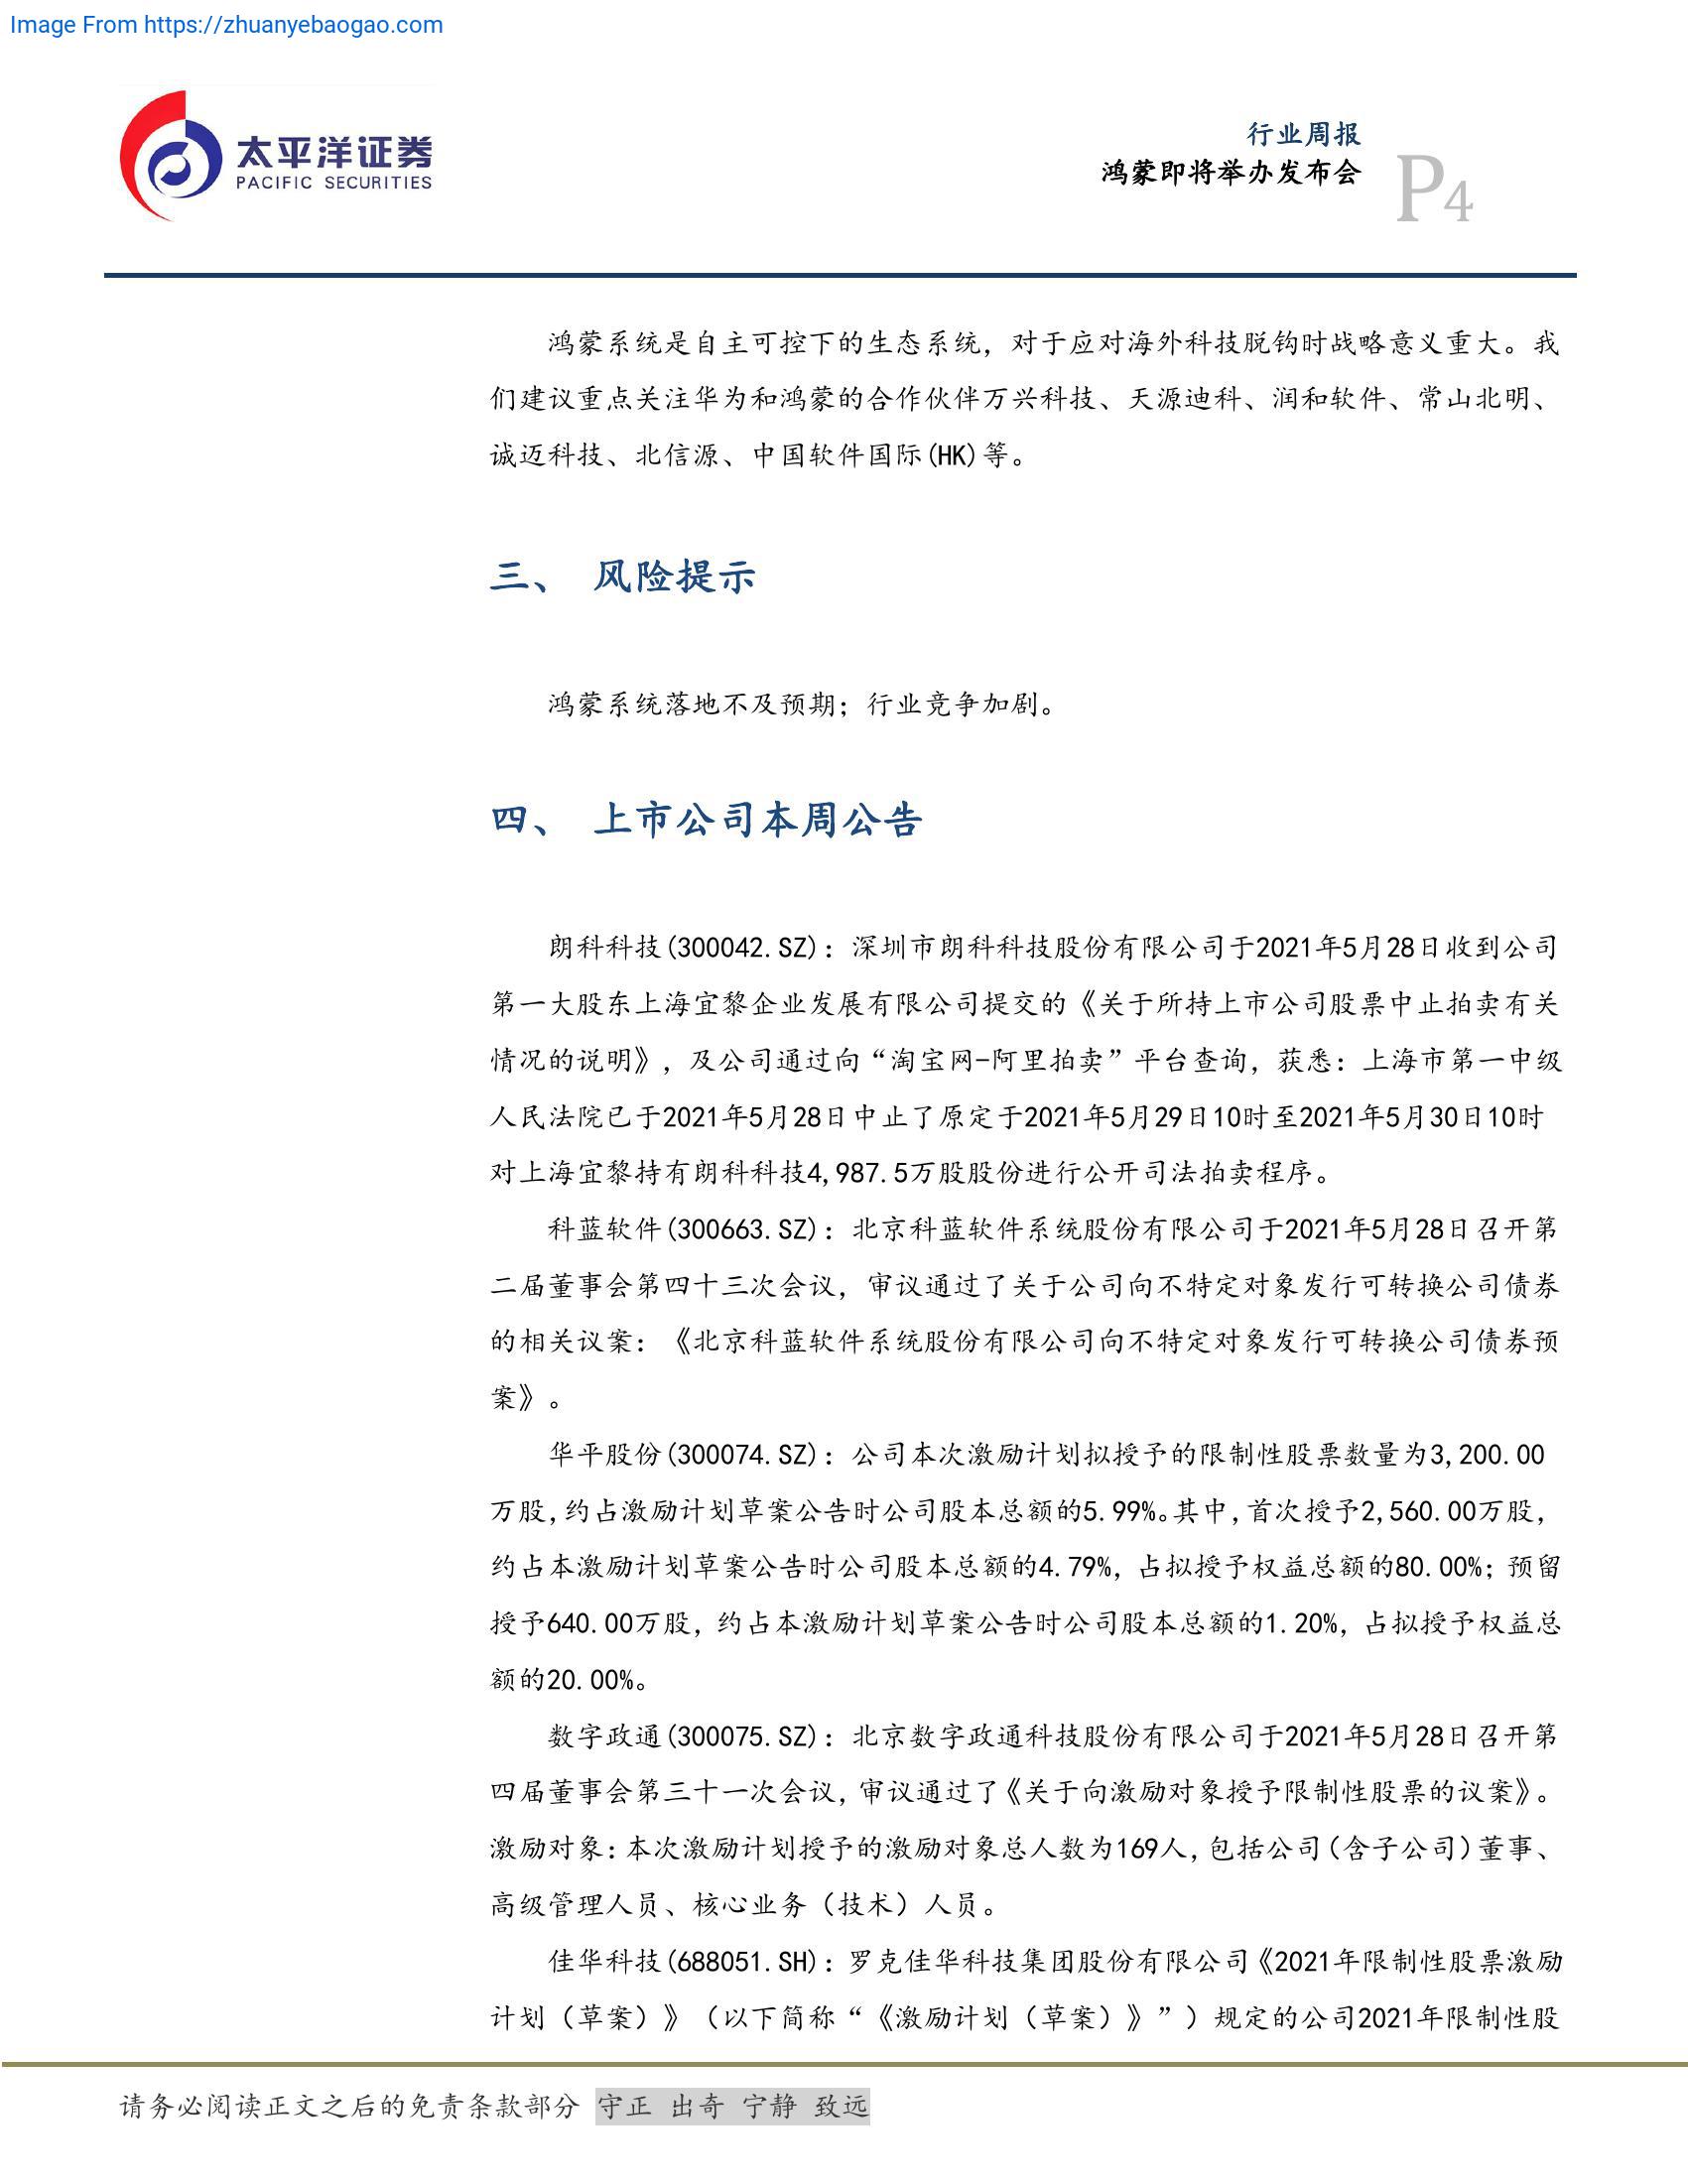 Image From https://zhuanyebaogao.com
太平洋证券
PACIFIC SECURITIES
行业周报
鸿蒙即将举办发布会
P4
鸿蒙系统是自主可控下的生态系统，对于应对海外科技脱钩时战略意义重大。我
们建议重点关注华为和鸿蒙的合作伙伴万兴科技、天源迪科、润和软件、常山北明、
诚迈科技、北信源、中国软件国际(HK)等。
三、 风险提示
鸿蒙系统落地不及预期；行业竞争加剧。
四、 上市公司本周公告
朗科科技(300042.SZ)：深圳市朗科科技股份有限公司于2021年5月28日收到公司
第一大股东上海宜黎企业发展有限公司提交的《关于所持上市公司股票中止拍卖有关
情况的说明》，及公司通过向“淘宝网-阿里拍卖”平台查询，获悉：上海市第一中级
人民法院已于2021年5月28日中止了原定于2021年5月29日10时至2021年5月30日10时
对上海宜黎持有朗科科技4,987.5万股股份进行公开司法拍卖程序。
科蓝软件(300663.SZ)：北京科蓝软件系统股份有限公司于2021年5月28日召开第
二届董事会第四十三次会议，审议通过了关于公司向不特定对象发行可转换公司债券
的相关议案：《北京科蓝软件系统股份有限公司向不特定对象发行可转换公司债券预
案》。
华平股份(300074.SZ)：公司本次激励计划拟授予的限制性股票数量为3,200.00
万股，约占激励计划草案公告时公司股本总额的5.99%。其中，首次授予2,560.00万股，
约占本激励计划草案公告时公司股本总额的4.79%，占拟授予权益总额的80.00%；预留
授予640.00万股，约占本激励计划草案公告时公司股本总额的1.20%，占拟授予权益总
额的20.00%。
数字政通(300075.SZ)：北京数字政通科技股份有限公司于2021年5月28日召开第
四届董事会第三十一次会议，审议通过了《关于向激励对象授予限制性股票的议案》。
激励对象：本次激励计划授予的激励对象总人数为169人，包括公司（含子公司）董事、
高级管理人员、核心业务（技术）人员。
佳华科技(688051.SH)：罗克佳华科技集团股份有限公司《2021年限制性股票激励
计划（草案）》（以下简称“《激励计划（草案）》”）规定的公司2021年限制性股
请务必阅读正文之后的免责条款部分 守正 出奇 宁静 致远